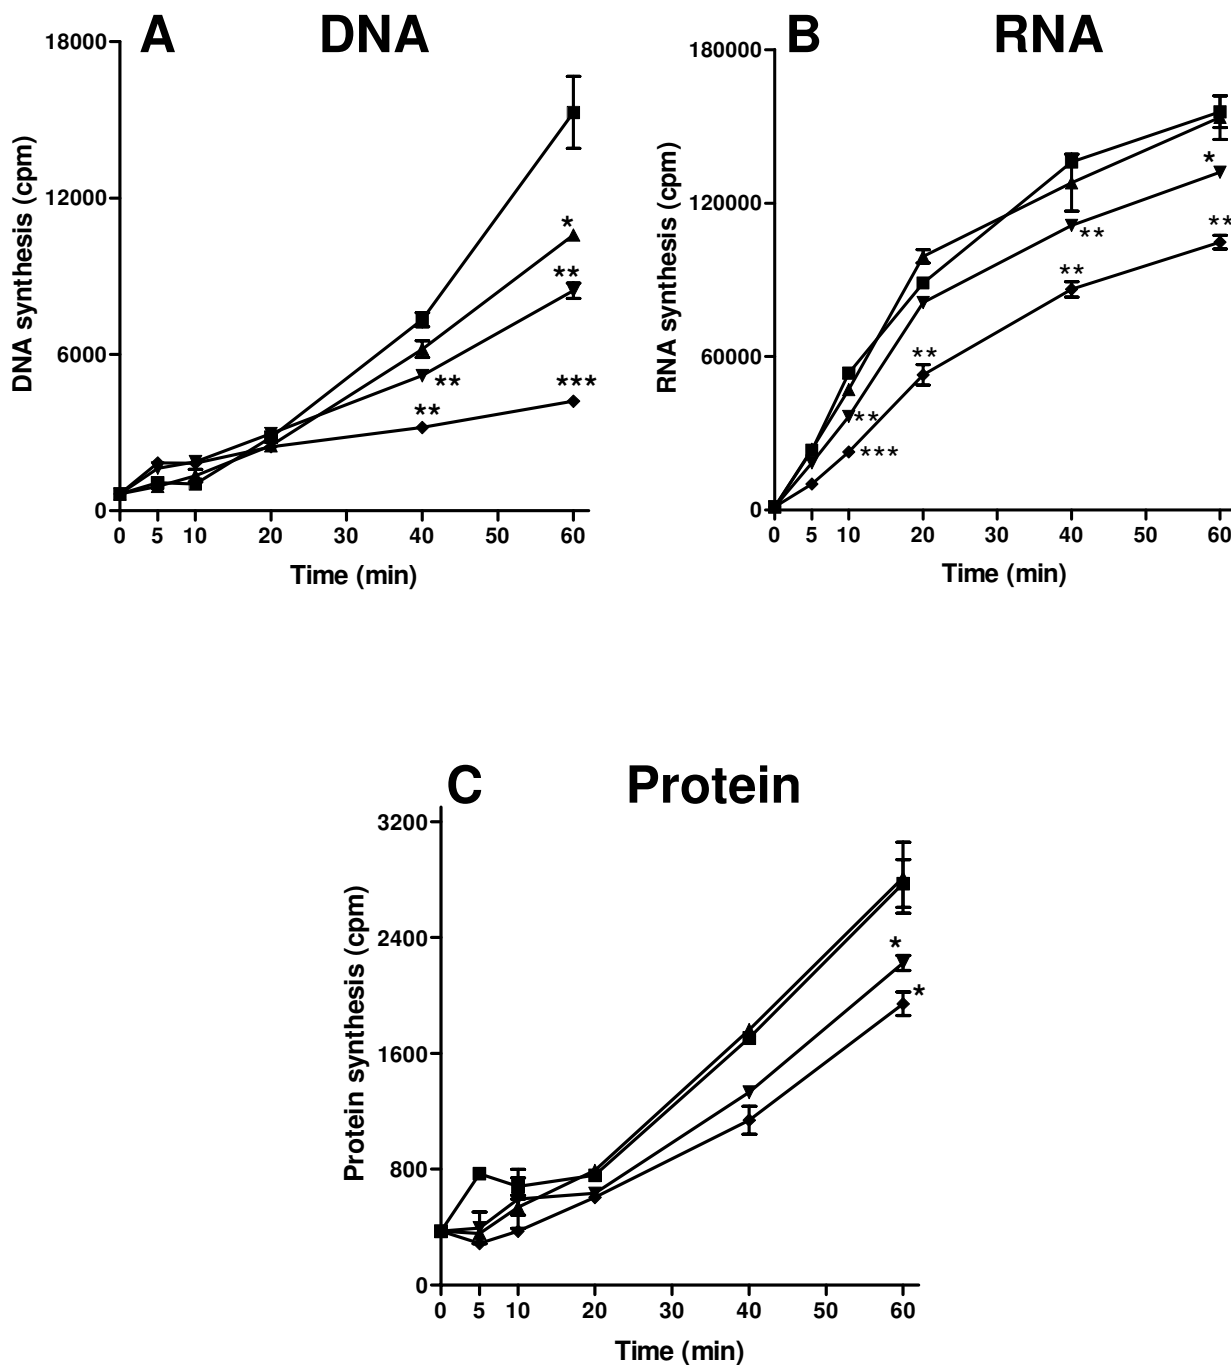 A DNA
18000
12000
6000
0
DNA synthesis (cpm)
*
**
**
**
***
0 5 10 20 30 40 50 60
Time (min)
B RNA
180000
120000
60000
0
RNA synthesis (cpm)
*
**
**
**
**
**
***
0 5 10 20 30 40 50 60
Time (min)
C Protein
3200
2400
1600
800
0
Protein synthesis (cpm)
*
*
0 5 10 20 30 40 50 60
Time (min)